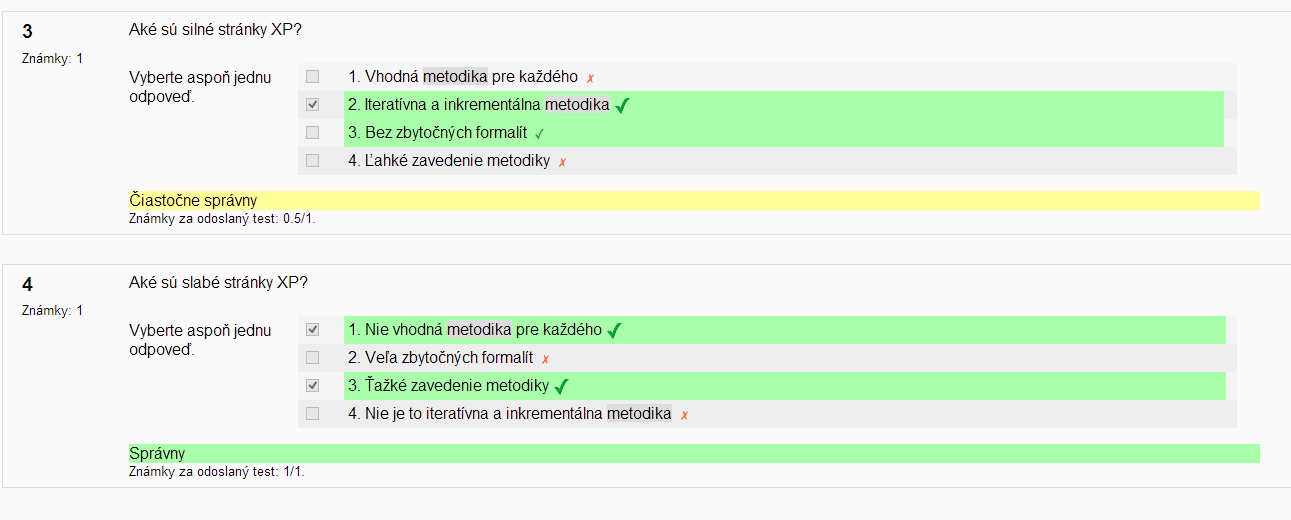 3
Aké sú silné stránky XP?
Známky: 1
Vyberte aspoň jednu
odpoveď.
1. Vhodná metodika pre každého ✗
2. Iteratívna a inkrementálna metodika ✓
3. Bez zbytočných formalít ✓
4. Ľahké zavedenie metodiky ✗
Čiastočne správny
Známky za odoslaný test: 0.5/1.
4
Aké sú slabé stránky XP?
Známky: 1
Vyberte aspoň jednu
odpoveď.
1. Nie vhodná metodika pre každého ✓
2. Veľa zbytočných formalít ✗
3. Ťažké zavedenie metodiky ✓
4. Nie je to iteratívna a inkrementálna metodika ✗
Správny
Známky za odoslaný test: 1/1.